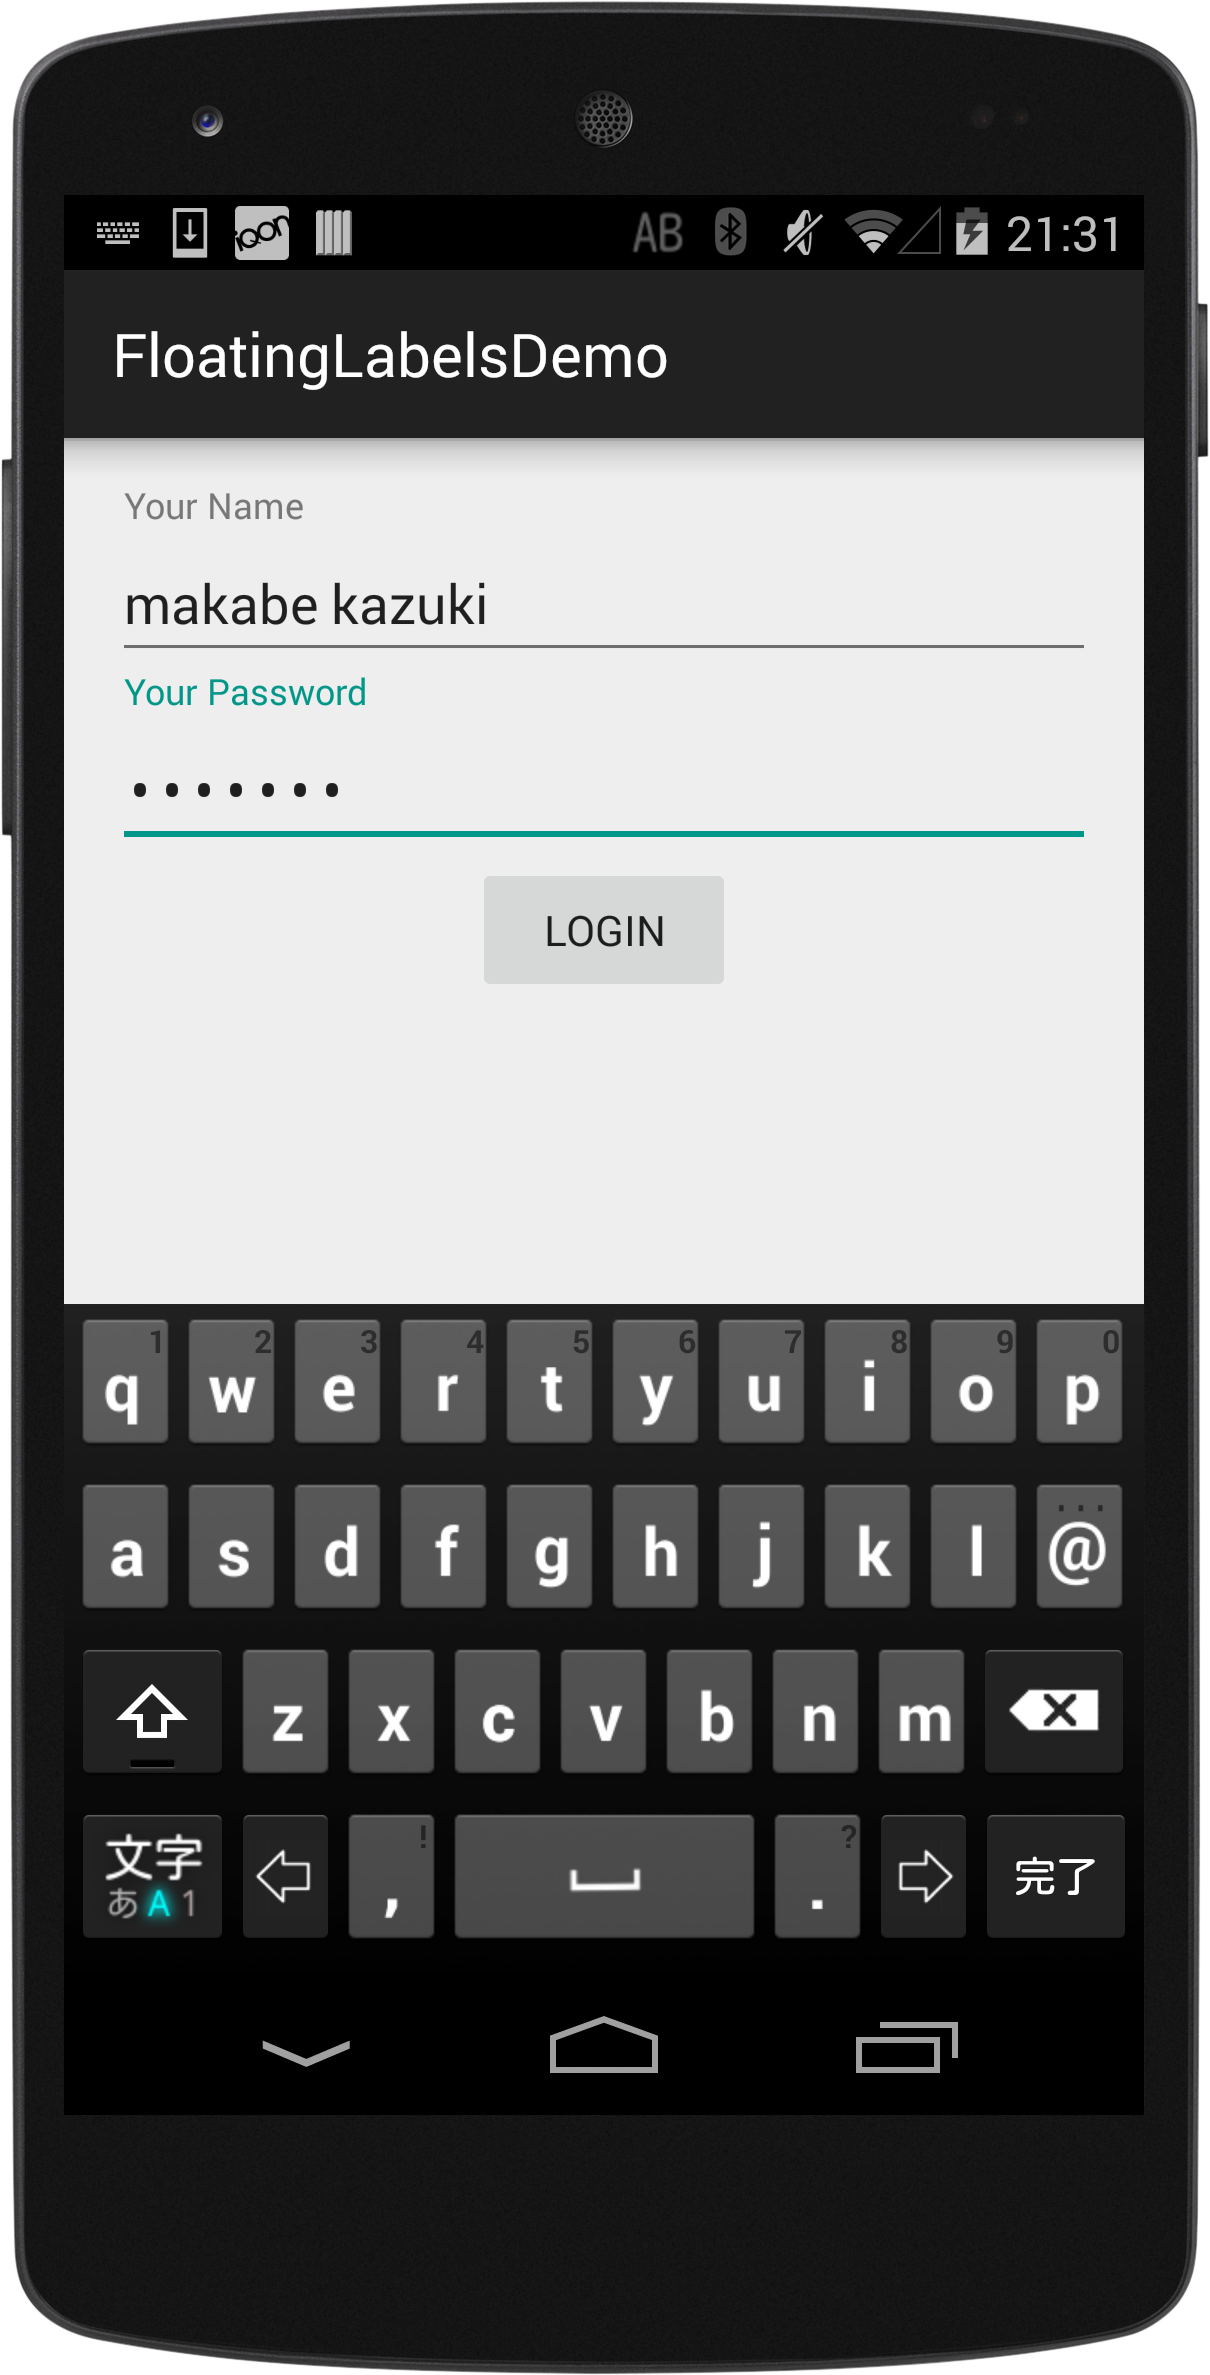 iQON
AB 21:31
FloatingLabelsDemo
Your Name
makabe kazuki
Your Password
•••••••
LOGIN
1 2 3 4 5 6 7 8 9 0
q w e r t y u i o p
...
a s d f g h j k l @
z x c v b n m
文字 ! ?
あ A 1 , . 完了